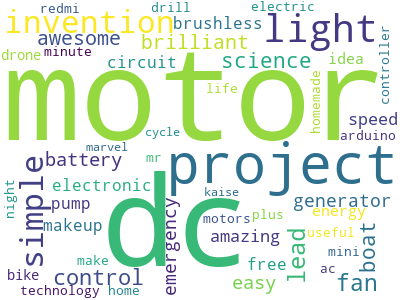 redmi drill electric
invention brushless light
awesome brilliant
drone minute circuit science idea
motor
life homemade controller
cycle speed
arduino
marvel
simple battery mr project
night electronic dc kaise generator
pump emergency motors plus energy
makeup amazing lead useful boat
make free mini
bike control easy ac fan
technology home